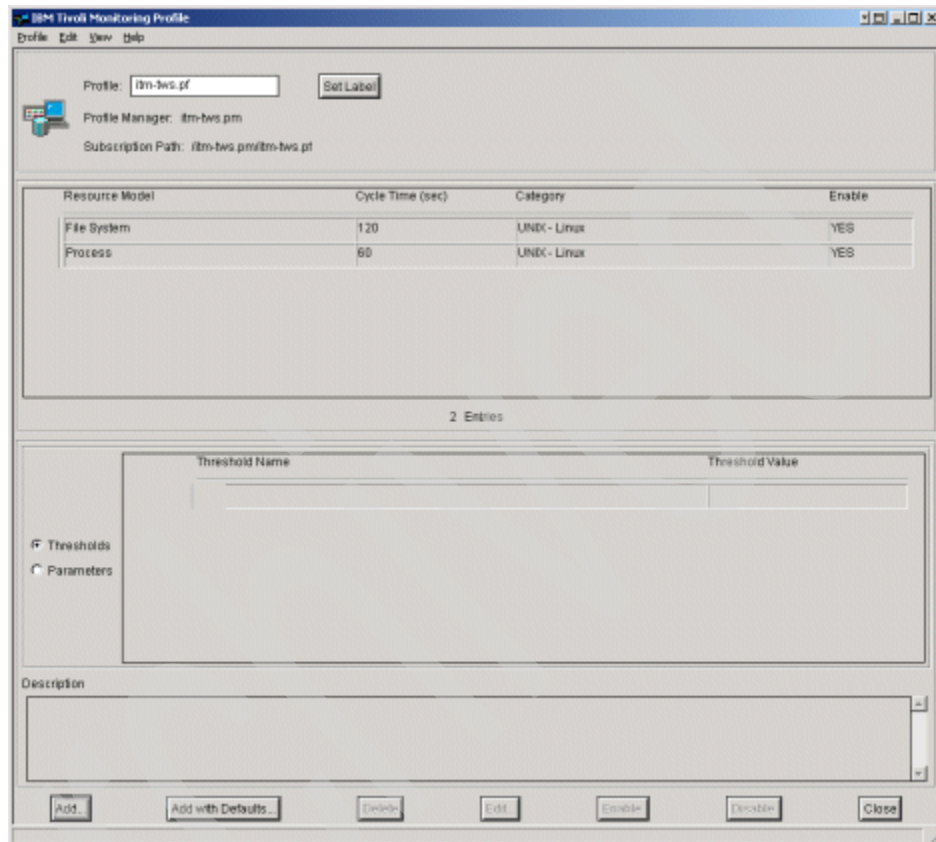 IBM Tivoli Monitoring Profile
Profile Edit View Help
Profile: itm-tws.pf Set Label
Profile Manager: itm-tws.pm
Subscription Path: /itm-tws.pm/itm-tws.pf
Resource Model Cycle Time (sec) Category Enable
File System 120 UNIX - Linux YES
Process 60 UNIX - Linux YES
2 Entries
Threshold Name Threshold Value
Thresholds
Parameters
Description
Add... Add with Defaults... Delete Edit... Enable Disable Close